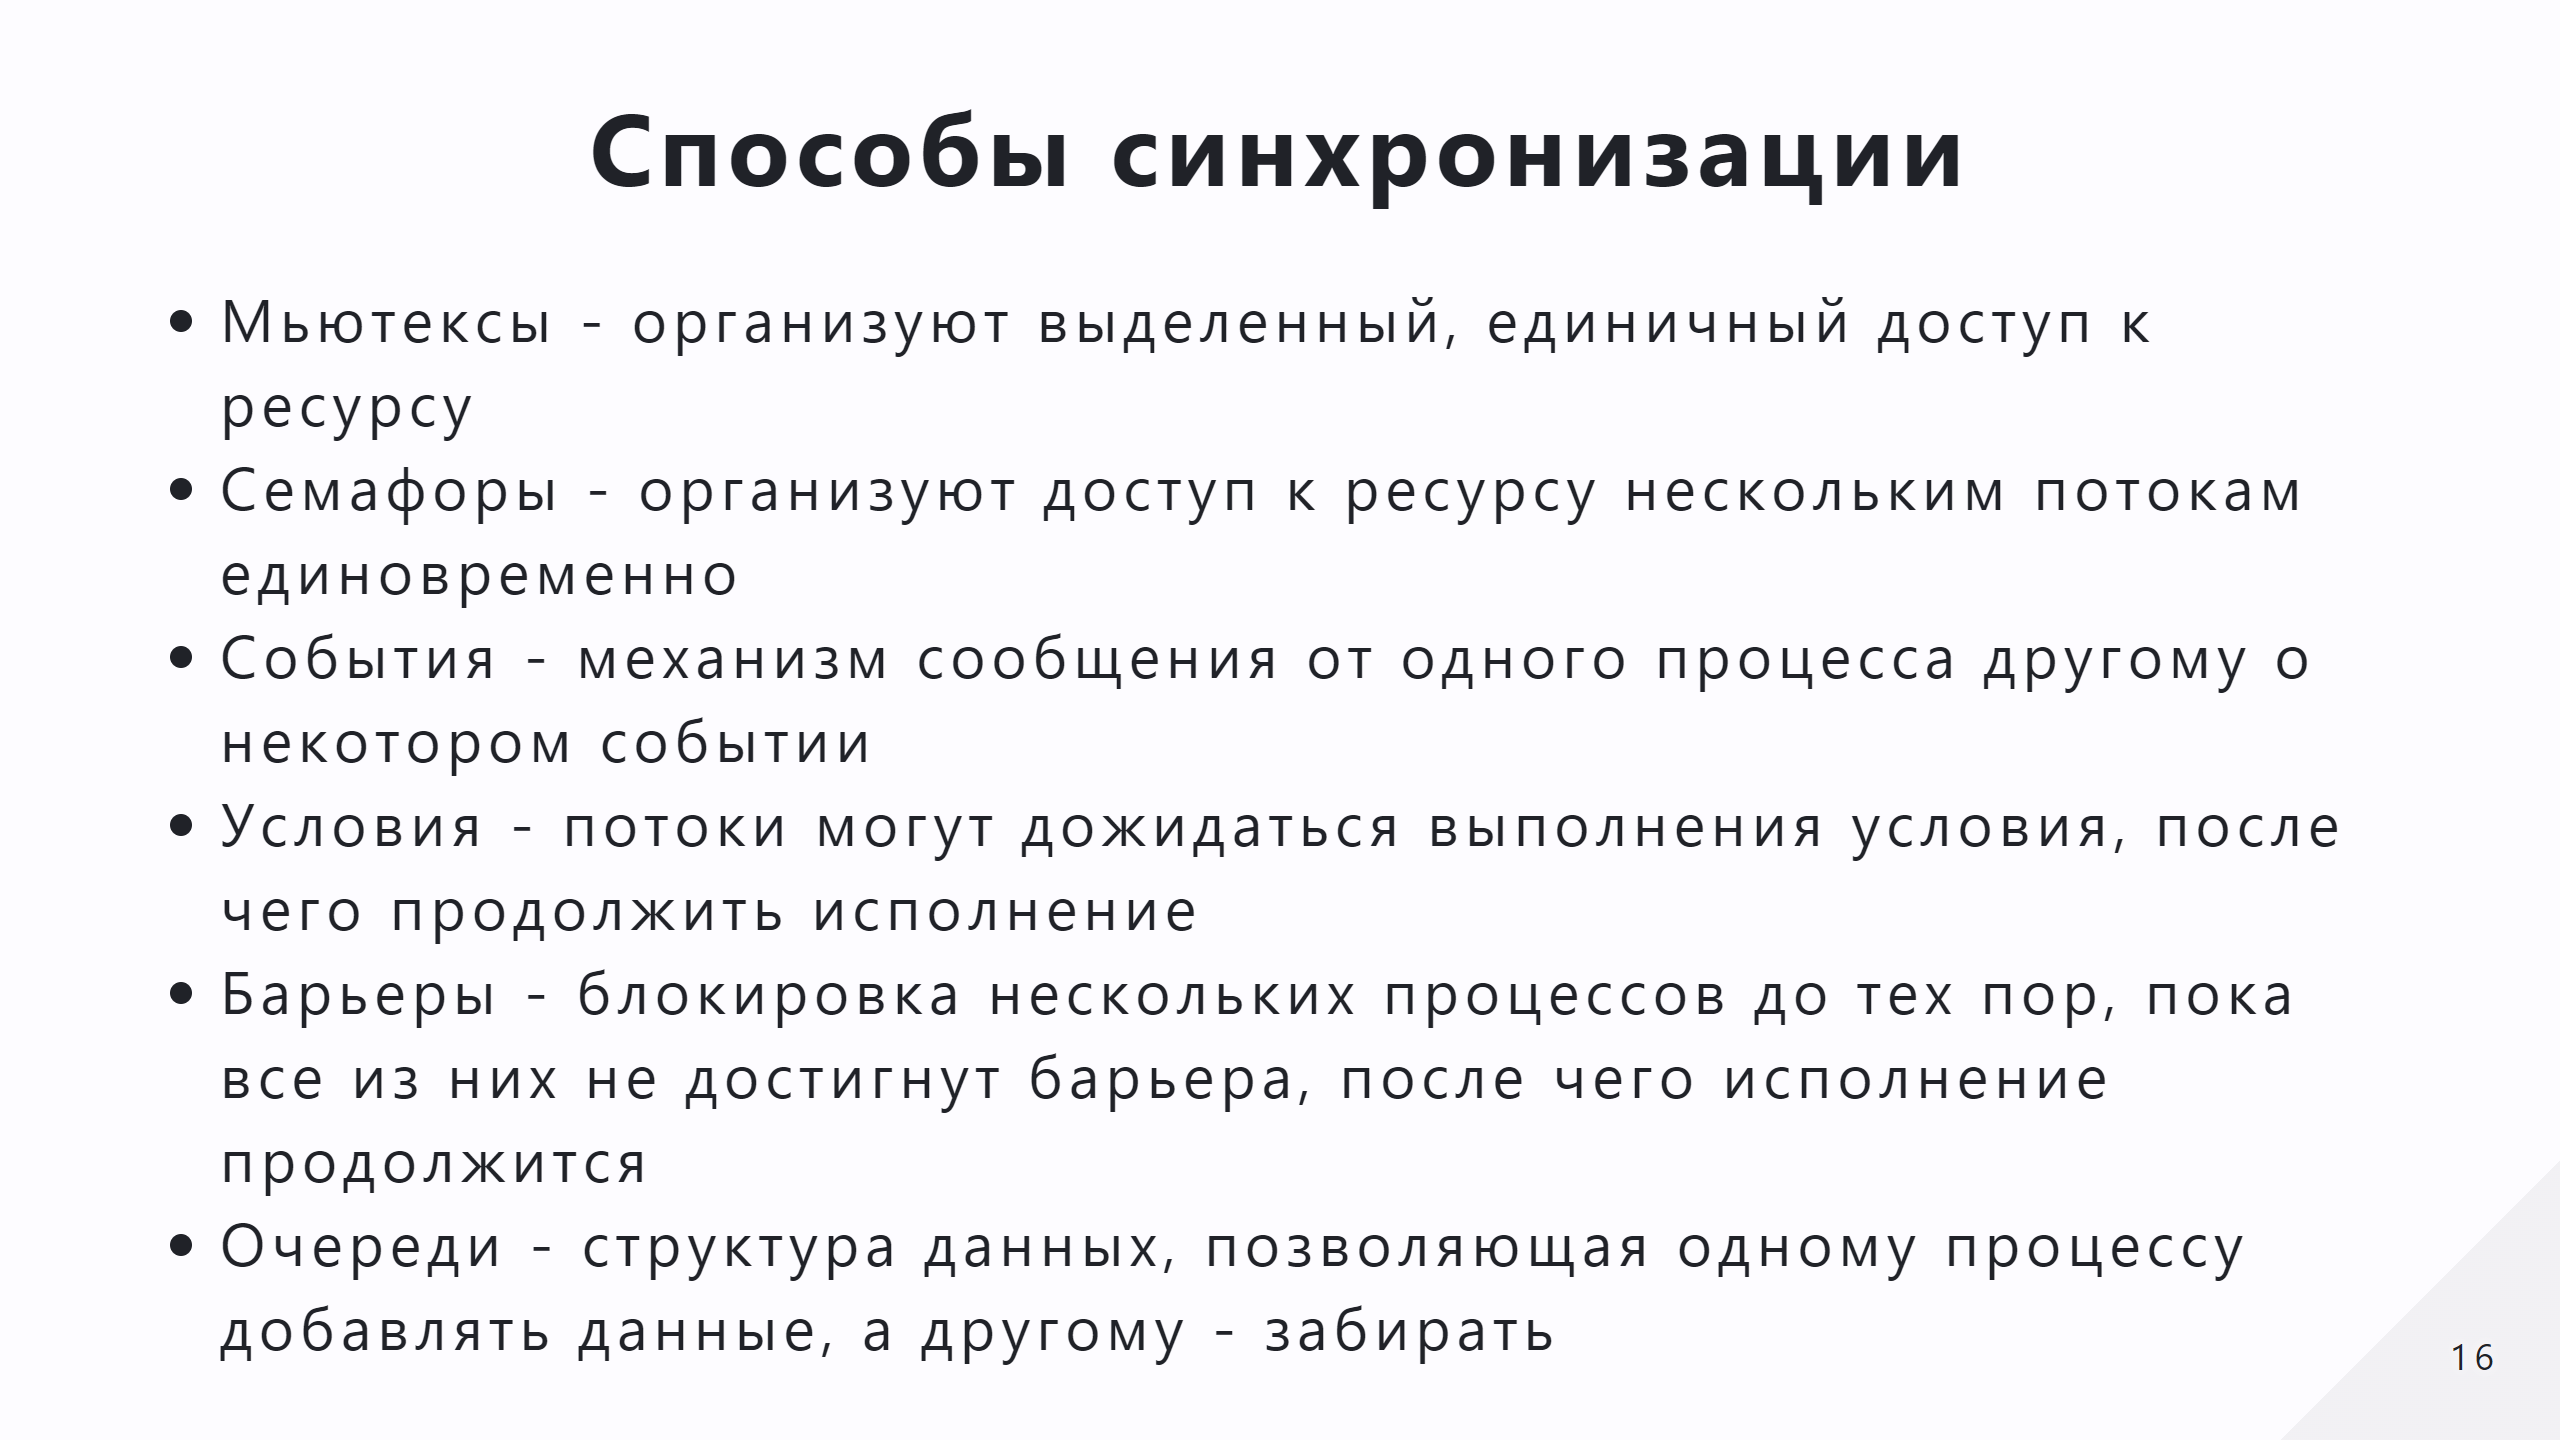 Способы синхронизации
• Мьютексы - организуют выделенный, единичный доступ к
ресурсу
• Семафоры - организуют доступ к ресурсу нескольким потокам
единовременно
• События - механизм сообщения от одного процесса другому о
некотором событии
• Условия - потоки могут дожидаться выполнения условия, после
чего продолжить исполнение
• Барьеры - блокировка нескольких процессов до тех пор, пока
все из них не достигнут барьера, после чего исполнение
продолжится
• Очереди - структура данных, позволяющая одному процессу
добавлять данные, а другому - забирать
16